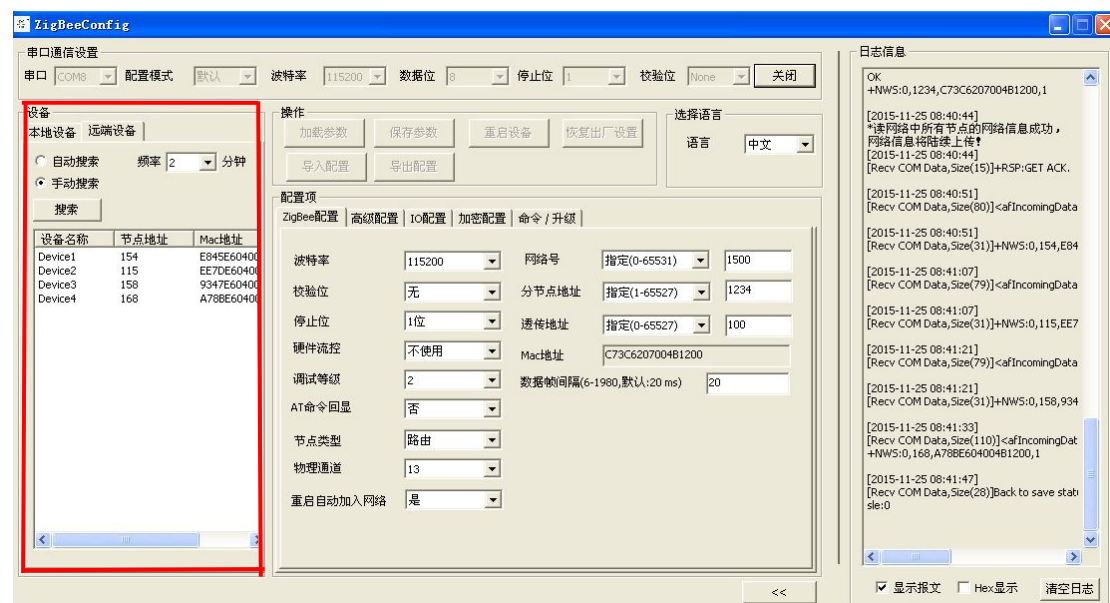 ZigBeeConfig
串口通信设置
串口 COM8 配置模式 默认 波特率 115200 数据位 8 停止位 1 校验位 None 关闭
设备
本地设备 远端设备
自动搜索 频率 2 分钟
手动搜索
搜索
设备名称 节点地址 Mac地址
Device1 154 E845E60400
Device2 115 EE7DE60400
Device3 158 9347E60400
Device4 168 A78BE60400
操作
加载参数 保存参数 重启设备 恢复出厂设置
导入配置 导出配置
选择语言
语言 中文
配置项
ZigBee配置 高级配置 IO配置 加密配置 命令/升级
波特率 115200 网络号 指定(0-65531) 1500
校验位 无 分节点地址 指定(1-65527) 1234
停止位 1位 透传地址 指定(0-65527) 100
硬件流控 不使用 Mac地址 C73C6207004B1200
调试等级 2 数据帧间隔(6-1980,默认:20 ms) 20
AT命令回显 否
节点类型 路由
物理通道 13
重启自动加入网络 是
<<
日志信息
OK
+NWS:0,1234,C73C6207004B1200,1
[2015-11-25 08:40:44]
*读网络中所有节点的网络信息成功，
网络信息将陆续上传！
[2015-11-25 08:40:44]
[Recv COM Data,Size(15)]+RSP:GET ACK.
[2015-11-25 08:40:51]
[Recv COM Data,Size(80)]<afIncomingData
[2015-11-25 08:40:51]
[Recv COM Data,Size(31)]+NWS:0,154,E84
[2015-11-25 08:41:07]
[Recv COM Data,Size(79)]<afIncomingData
[2015-11-25 08:41:07]
[Recv COM Data,Size(31)]+NWS:0,115,EE7
[2015-11-25 08:41:21]
[Recv COM Data,Size(79)]<afIncomingData
[2015-11-25 08:41:21]
[Recv COM Data,Size(31)]+NWS:0,158,934
[2015-11-25 08:41:33]
[Recv COM Data,Size(110)]<afIncomingDat
+NWS:0,168,A78BE604004B1200,1
[2015-11-25 08:41:47]
[Recv COM Data,Size(28)]Back to save stat
sle:0
显示报文 Hex显示 清空日志